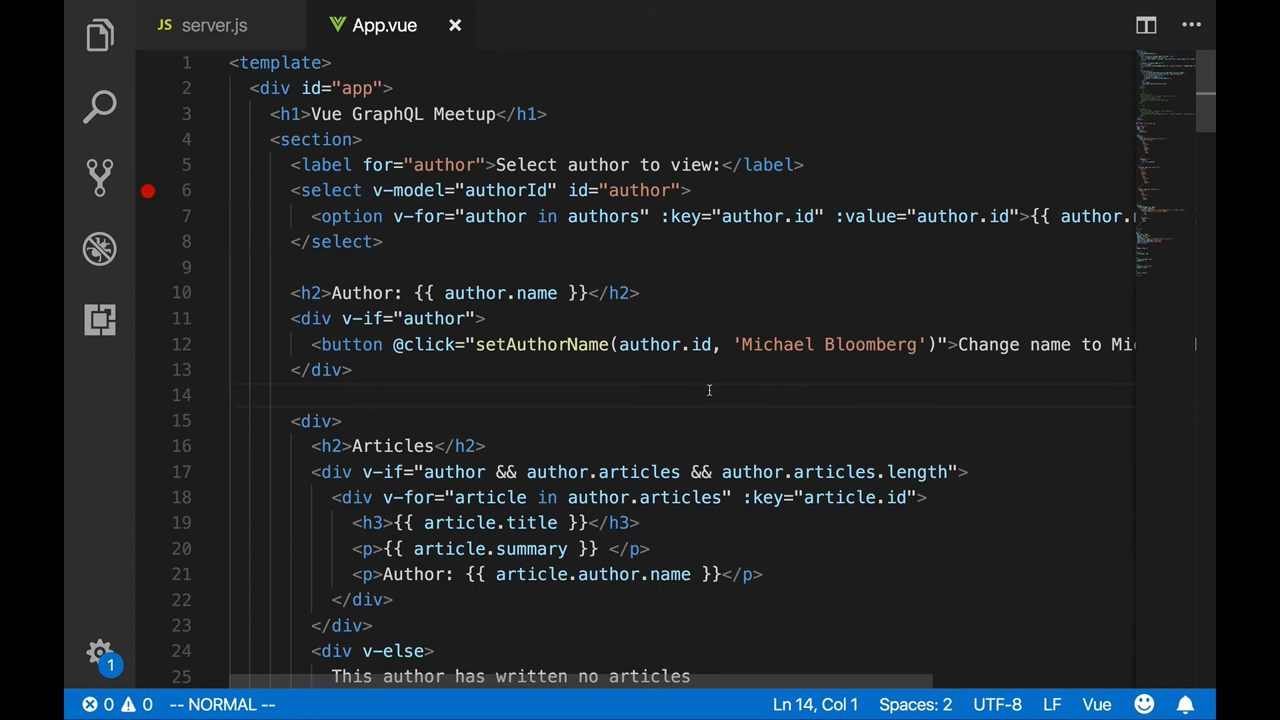 JS server.js App.vue
1 <template>
2 <div id="app">
3 <h1>Vue GraphQL Meetup</h1>
4 <section>
5 <label for="author">Select author to view:</label>
6 <select v-model="authorId" id="author">
7 <option v-for="author in authors" :key="author.id" :value="author.id">{{ author.
8 </select>
9
10 <h2>Author: {{ author.name }}</h2>
11 <div v-if="author">
12 <button @click="setAuthorName(author.id, 'Michael Bloomberg')">Change name to
13 </div>
14
15 <div>
16 <h2>Articles</h2>
17 <div v-if="author && author.articles && author.articles.length">
18 <div v-for="article in author.articles" :key="article.id">
19 <h3>{{ article.title }}</h3>
20 <p>{{ article.summary }} </p>
21 <p>Author: {{ article.author.name }}</p>
22 </div>
23 </div>
24 <div v-else>
25 This author has written no articles
1
0 0 -- NORMAL -- Ln 14, Col 1 Spaces: 2 UTF-8 LF Vue